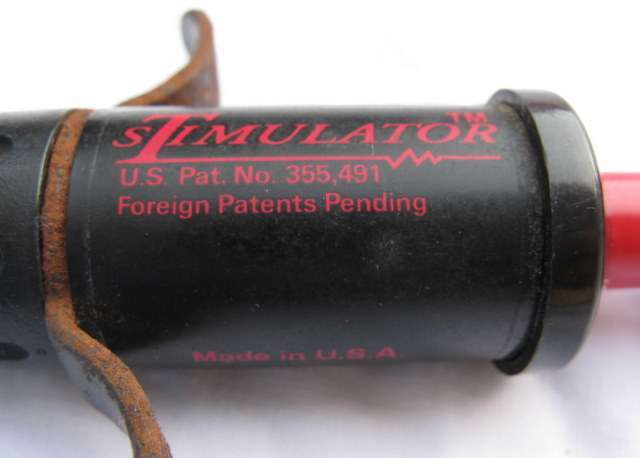 STIMULATOR™
U.S. Pat. No. 355,491
Foreign Patents Pending
Made in U.S.A.